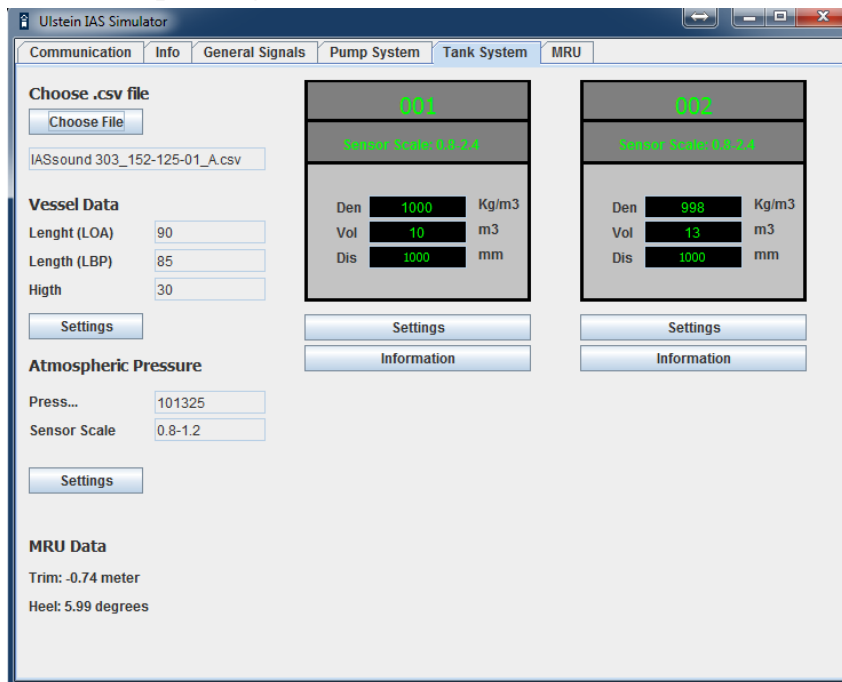 Ulstein IAS Simulator
Communication Info General Signals Pump System Tank System MRU
Choose .csv file
Choose File
IASsound 303_152-125-01_A.csv
Vessel Data
Lenght (LOA) 90
Length (LBP) 85
Higth 30
Settings
Atmospheric Pressure
Press... 101325
Sensor Scale 0.8-1.2
Settings
MRU Data
Trim: -0.74 meter
Heel: 5.99 degrees
001
Sensor Scale: 0.8-2.4
Den 1000 Kg/m3
Vol 10 m3
Dis 1000 mm
Settings
Information
002
Sensor Scale: 0.8-2.4
Den 998 Kg/m3
Vol 13 m3
Dis 1000 mm
Settings
Information